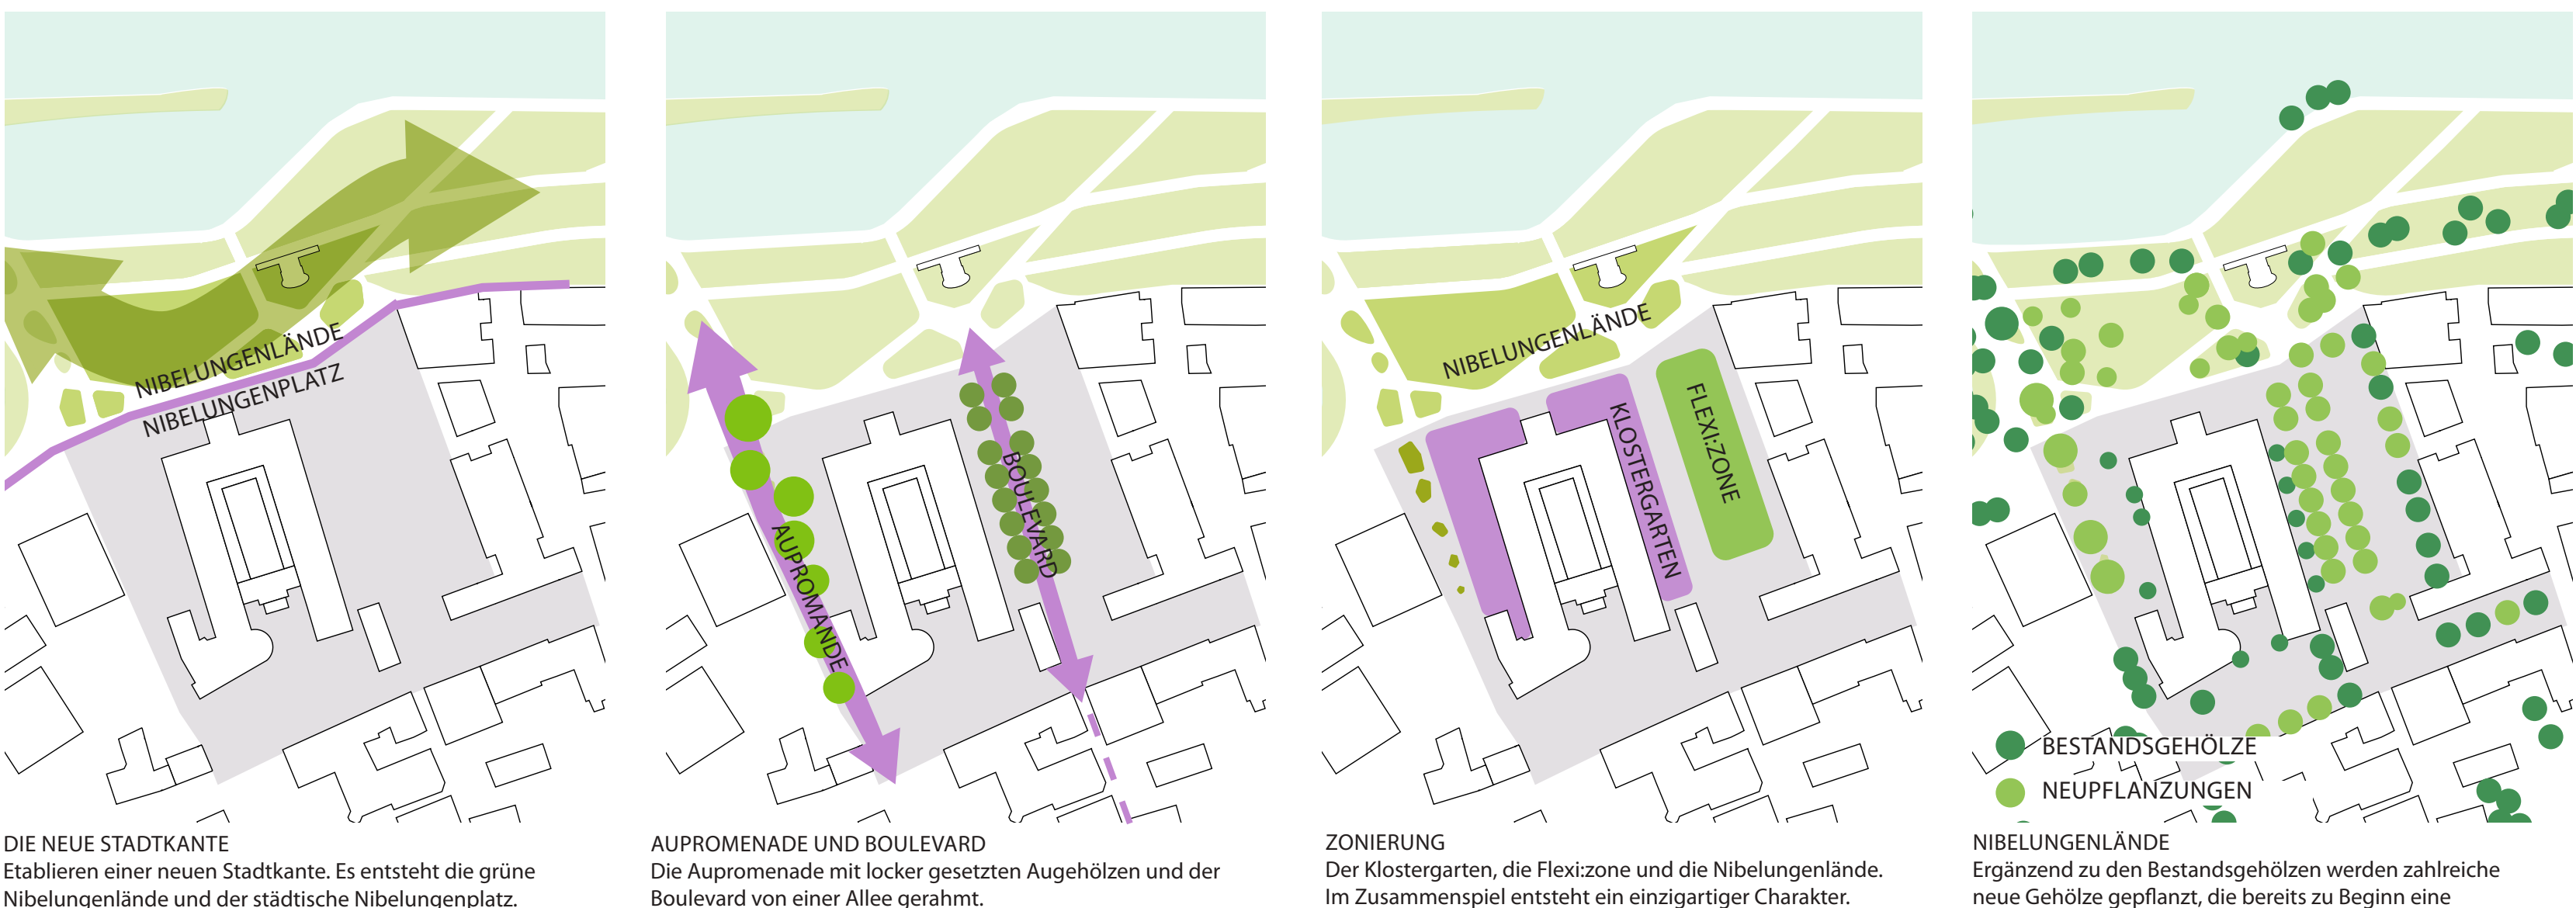 NIBELUNGENLÄNDE
NIBELUNGENPLATZ
DIE NEUE STADTKANTE
Etablieren einer neuen Stadtkante. Es entsteht die grüne
Nibelungenlände und der städtische Nibelungenplatz.
AUPROMANDE
BOULEVARD
AUPROMENADE UND BOULEVARD
Die Aupromenade mit locker gesetzten Augehölzen und der
Boulevard von einer Allee gerahmt.
NIBELUNGENLÄNDE
KLOSTERGARTEN
FLEXI:ZONE
ZONIERUNG
Der Klostergarten, die Flexi:zone und die Nibelungenlände.
Im Zusammenspiel entsteht ein einzigartiger Charakter.
BESTANDSGEHÖLZE
NEUPFLANZUNGEN
NIBELUNGENLÄNDE
Ergänzend zu den Bestandsgehölzen werden zahlreiche
neue Gehölze gepflanzt, die bereits zu Beginn eine